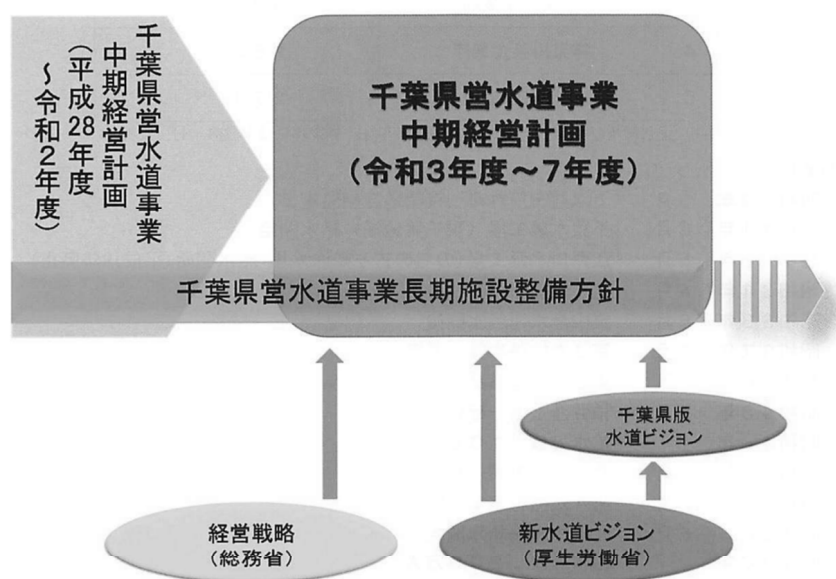 千葉県営水道事業
中期経営計画
(平成28年度
~令和2年度)
千葉県営水道事業
中期経営計画
(令和3年度~7年度)
千葉県営水道事業長期施設整備方針
千葉県版
水道ビジョン
経営戦略
(総務省)
新水道ビジョン
(厚生労働省)